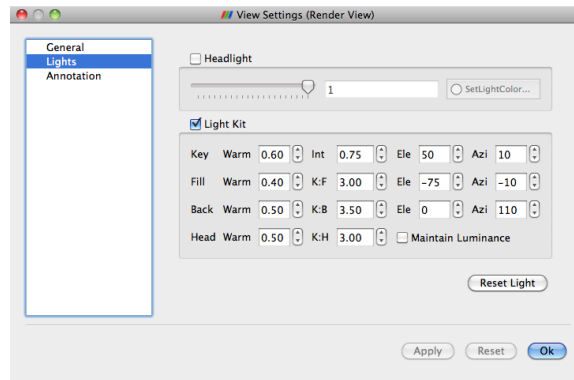 View Settings (Render View)
General
Lights
Annotation
Headlight
1 SetLightColor...
Light Kit
Key Warm 0.60 Int 0.75 Ele 50 Azi 10
Fill Warm 0.40 K:F 3.00 Ele -75 Azi -10
Back Warm 0.50 K:B 3.50 Ele 0 Azi 110
Head Warm 0.50 K:H 3.00 Maintain Luminance
Reset Light
Apply Reset Ok